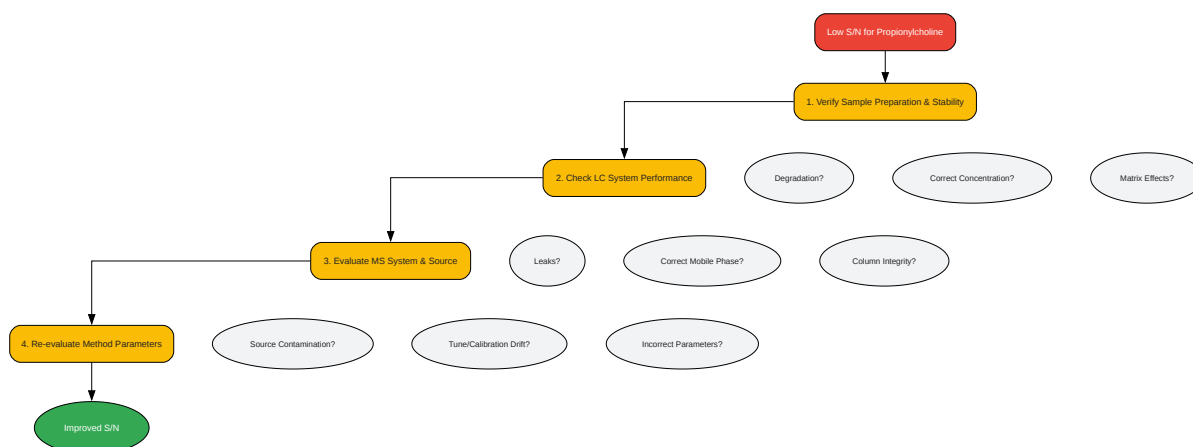 Low S/N for Propionylcholine
1. Verify Sample Preparation & Stability
2. Check LC System Performance
Degradation?
Correct Concentration?
Matrix Effects?
3. Evaluate MS System & Source
Leaks?
Correct Mobile Phase?
Column Integrity?
4. Re-evaluate Method Parameters
Source Contamination?
Tune/Calibration Drift?
Incorrect Parameters?
Improved S/N